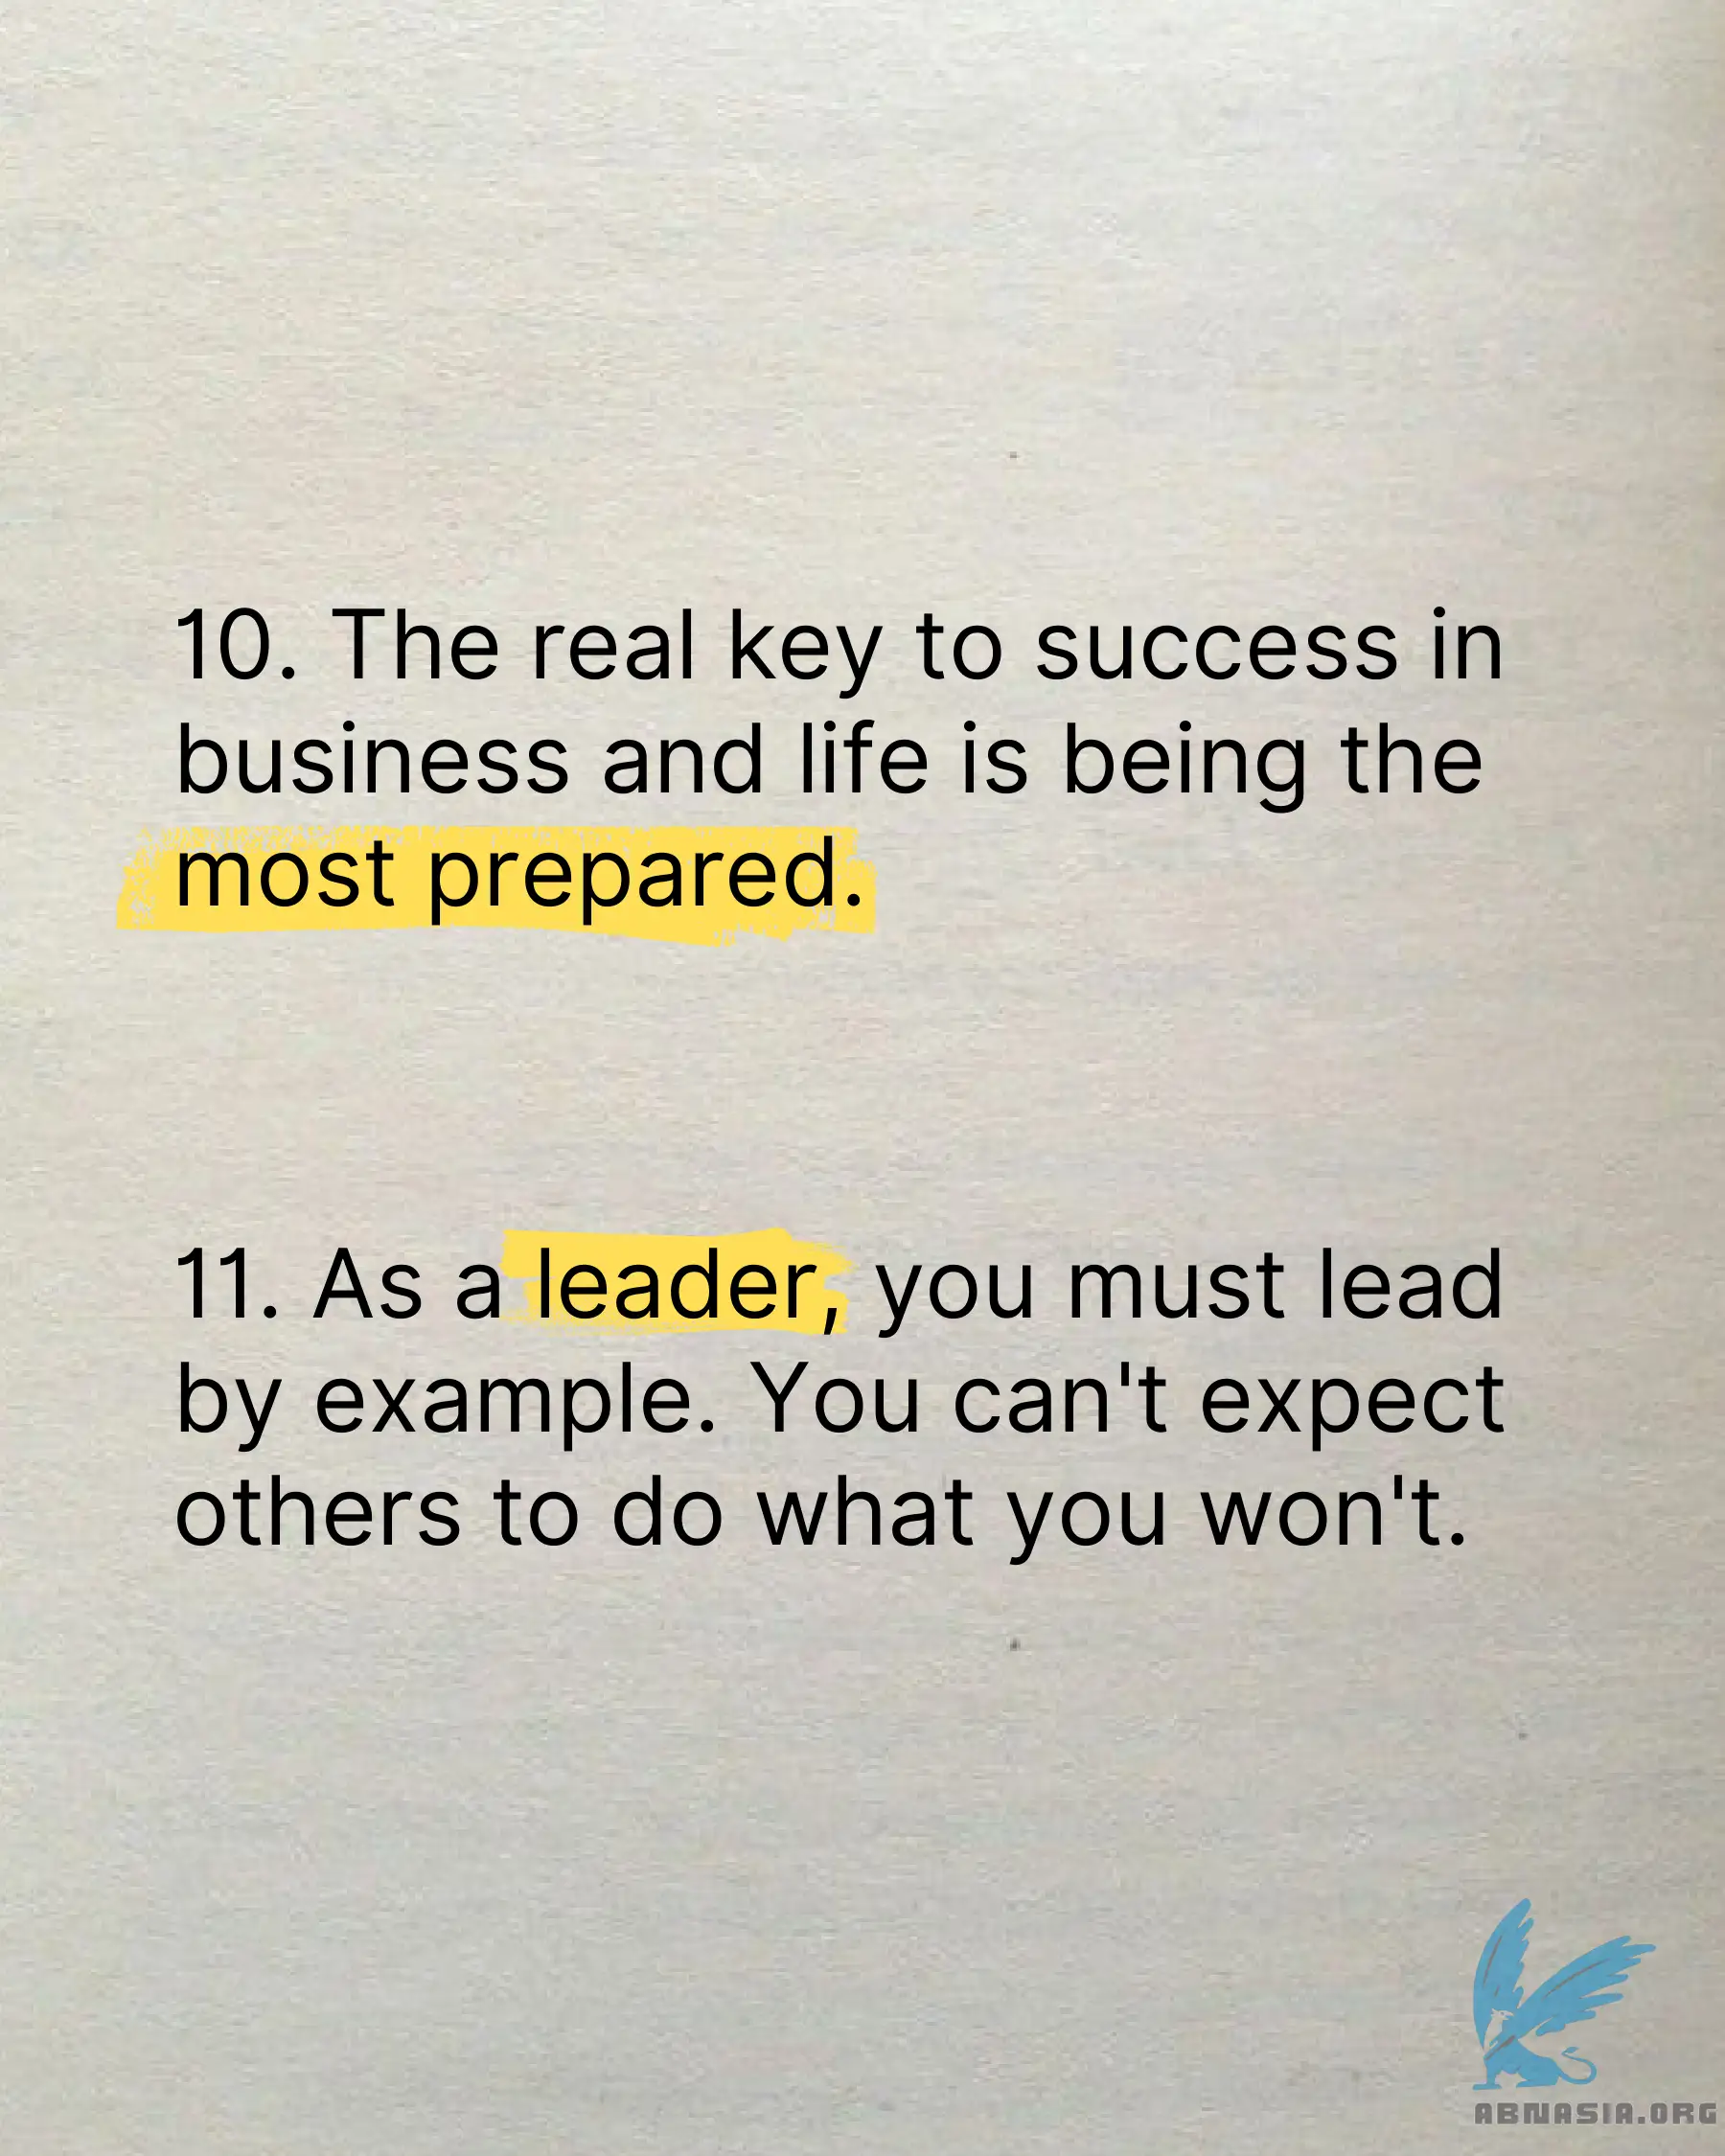 10. The real key to success in
business and life is being the
most prepared.
11. As a leader, you must lead
by example. You can't expect
others to do what you won't.
ABNASIA.ORG